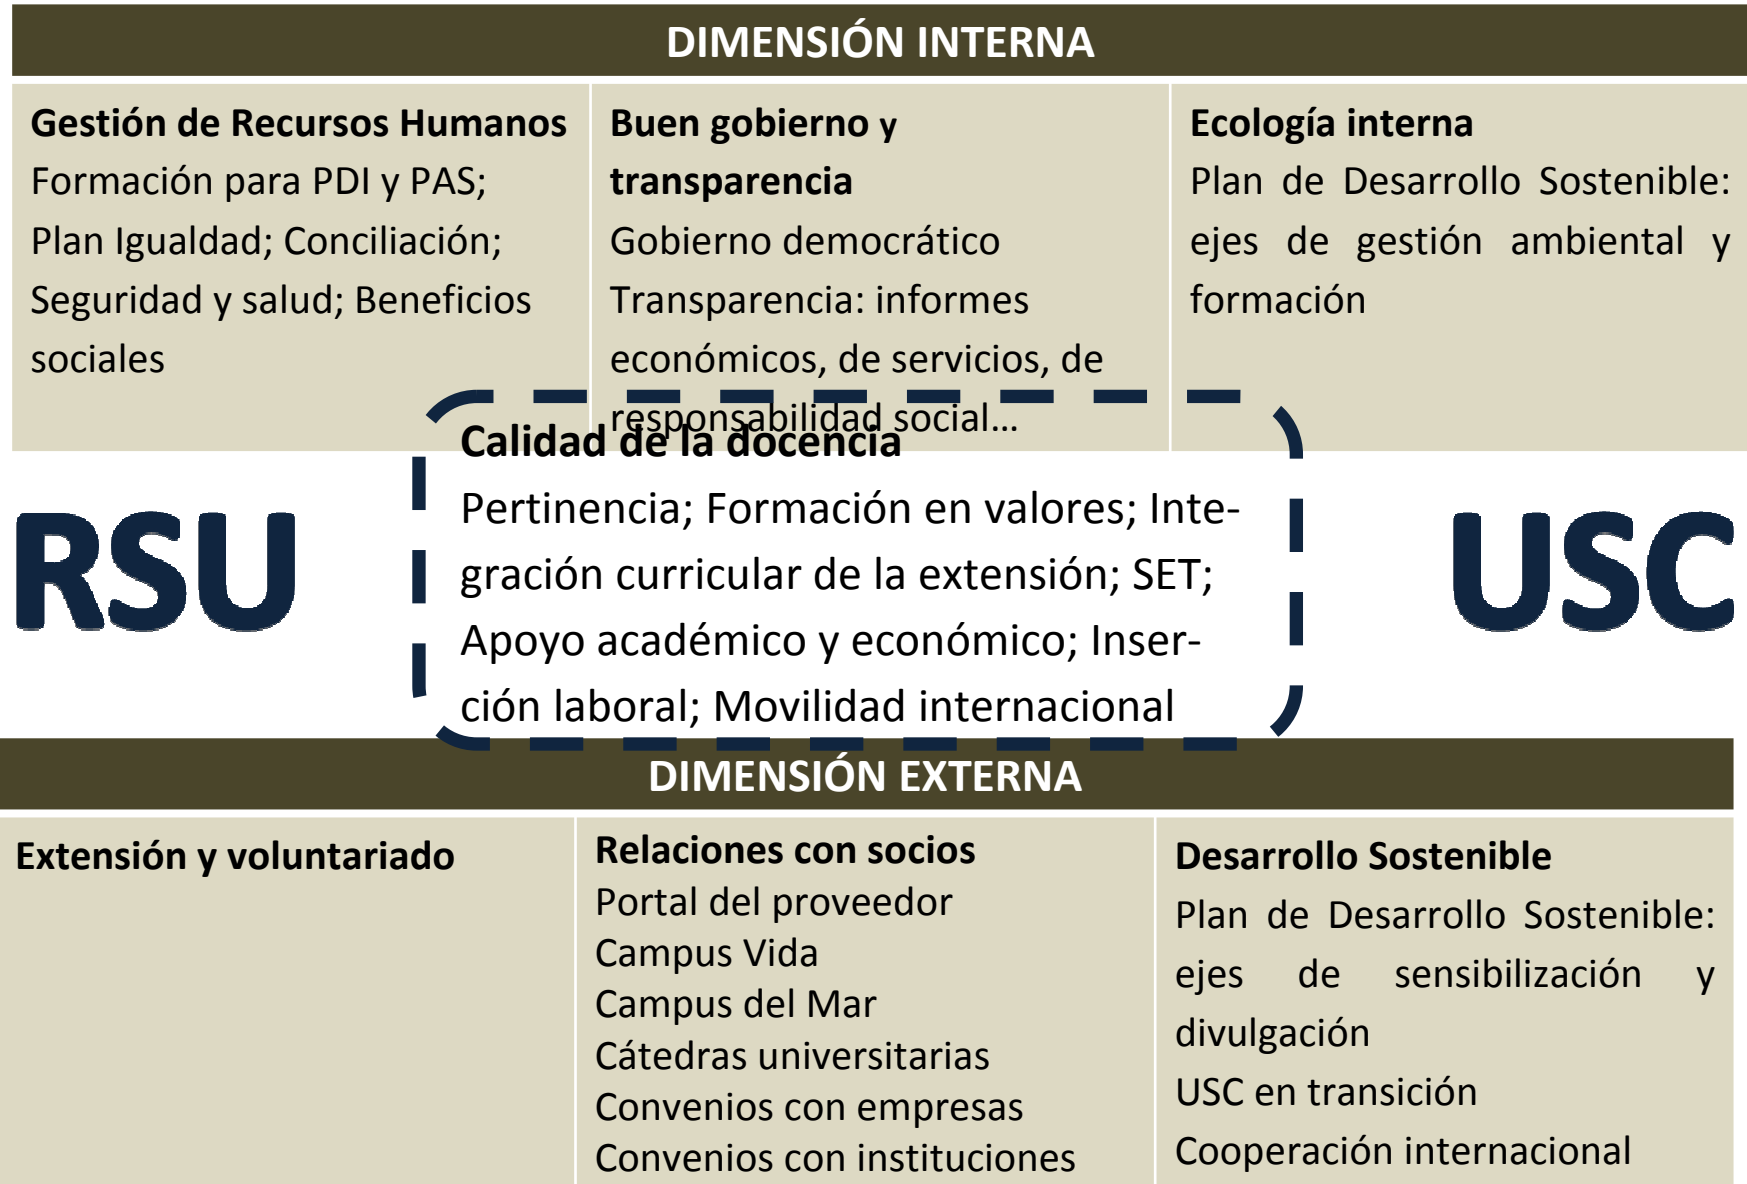 DIMENSIÓN INTERNA
Gestión de Recursos Humanos
Formación para PDI y PAS;
Plan Igualdad; Conciliación;
Seguridad y salud; Beneficios
sociales
Buen gobierno y
transparencia
Gobierno democrático
Transparencia: informes
económicos, de servicios, de
responsabilidad social…
Ecología interna
Plan de Desarrollo Sostenible:
ejes de gestión ambiental y
formación
RSU
Calidad de la docencia
Pertinencia; Formación en valores; Inte-
gración curricular de la extensión; SET;
Apoyo académico y económico; Inser-
ción laboral; Movilidad internacional
USC
DIMENSIÓN EXTERNA
Extensión y voluntariado
Relaciones con socios
Portal del proveedor
Campus Vida
Campus del Mar
Cátedras universitarias
Convenios con empresas
Convenios con instituciones
Desarrollo Sostenible
Plan de Desarrollo Sostenible:
ejes de sensibilización y
divulgación
USC en transición
Cooperación internacional